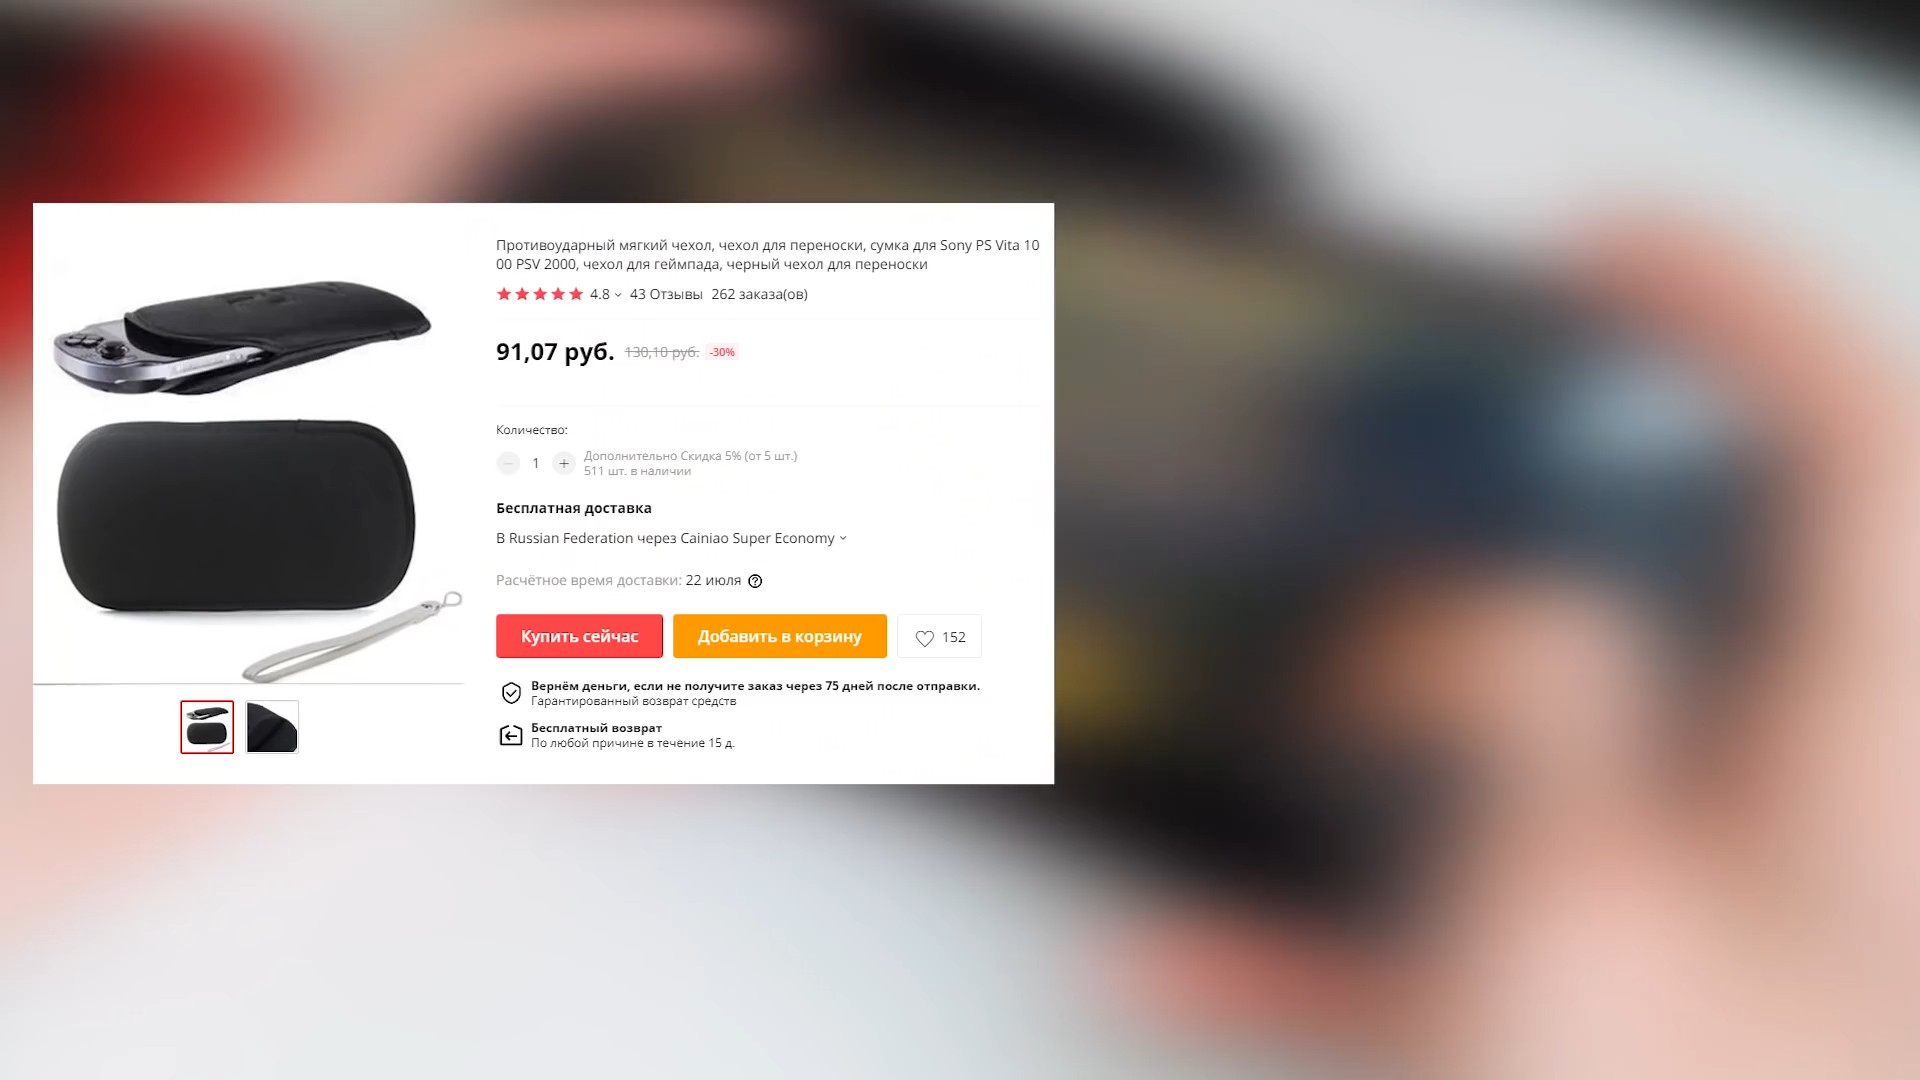 Противоударный мягкий чехол, чехол для переноски, сумка для Sony PS Vita 10
00 PSV 2000, чехол для геймпада, черный чехол для переноски
4.8 43 Отзывы 262 заказа(ов)
91,07 руб. 130,10 руб. -30%
Количество:
1
Дополнительно Скидка 5% (от 5 шт.)
511 шт. в наличии
Бесплатная доставка
В Russian Federation через Cainiao Super Economy
Расчётное время доставки: 22 июля
Купить сейчас Добавить в корзину 152
Вернём деньги, если не получите заказ через 75 дней после отправки.
Гарантированный возврат средств
Бесплатный возврат
По любой причине в течение 15 д.